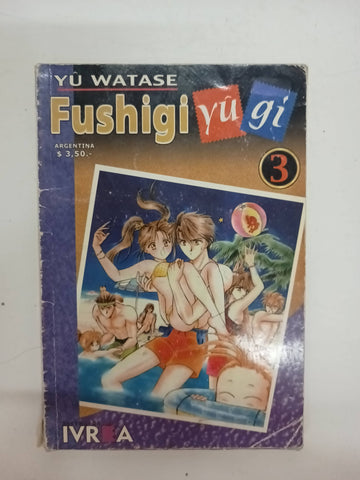 YÛ WATASE
Fushigi yû gi
ARGENTINA
$ 3,50.-
3
IVREA